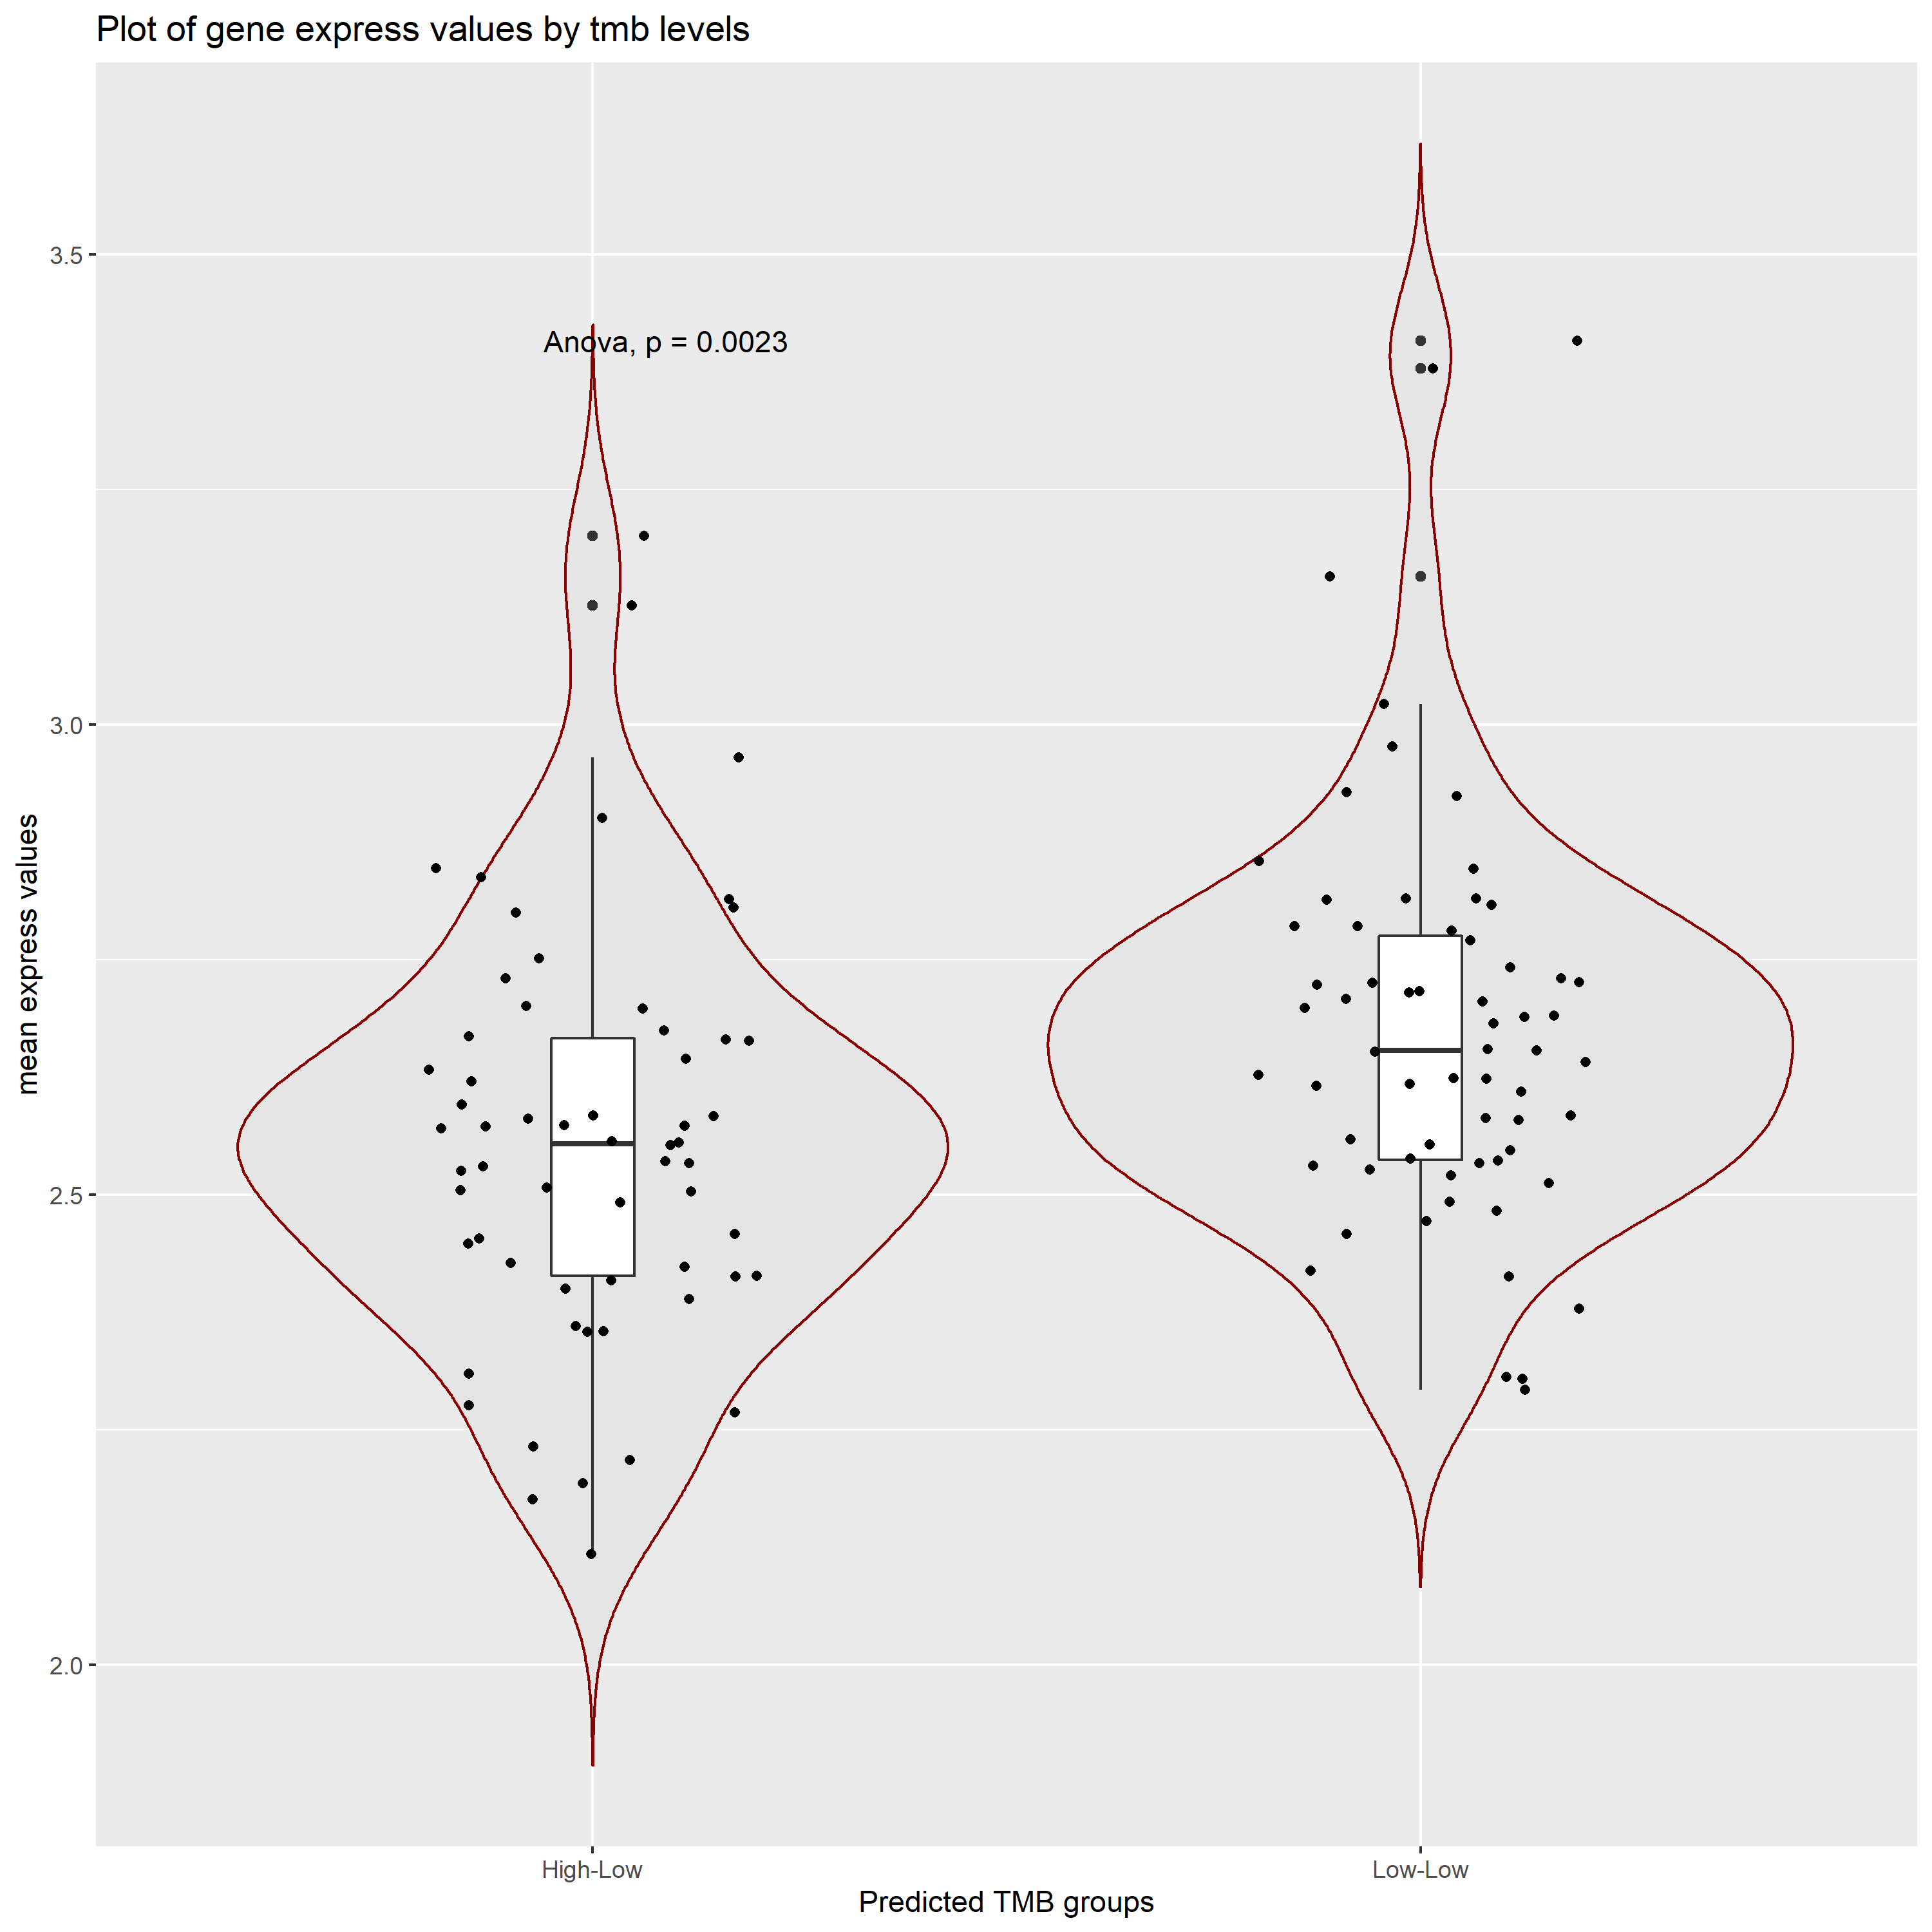 Plot of gene express values by tmb levels
3.5
Anova, p = 0.0023
3.0
mean express values
2.5
2.0
High-Low
Low-Low
Predicted TMB groups